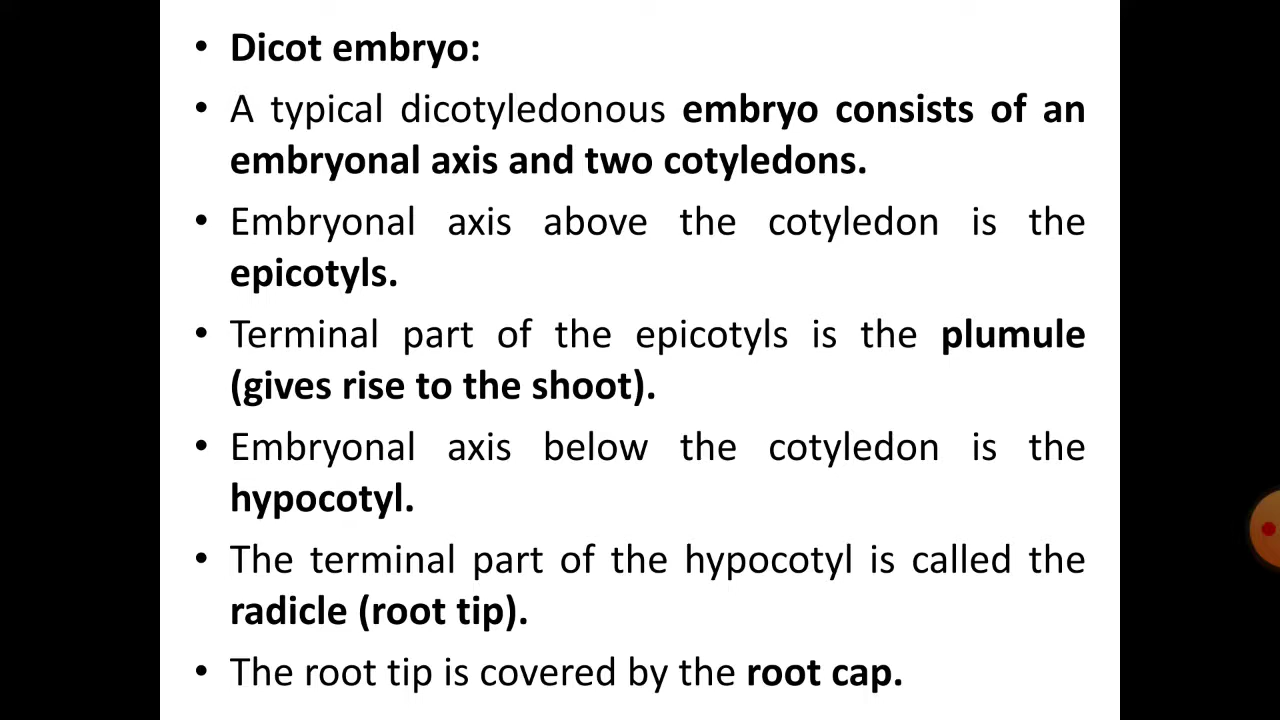 • Dicot embryo:
• A typical dicotyledonous embryo consists of an
embryonal axis and two cotyledons.
• Embryonal axis above the cotyledon is the
epicotyls.
• Terminal part of the epicotyls is the plumule
(gives rise to the shoot).
• Embryonal axis below the cotyledon is the
hypocotyl.
• The terminal part of the hypocotyl is called the
radicle (root tip).
• The root tip is covered by the root cap.